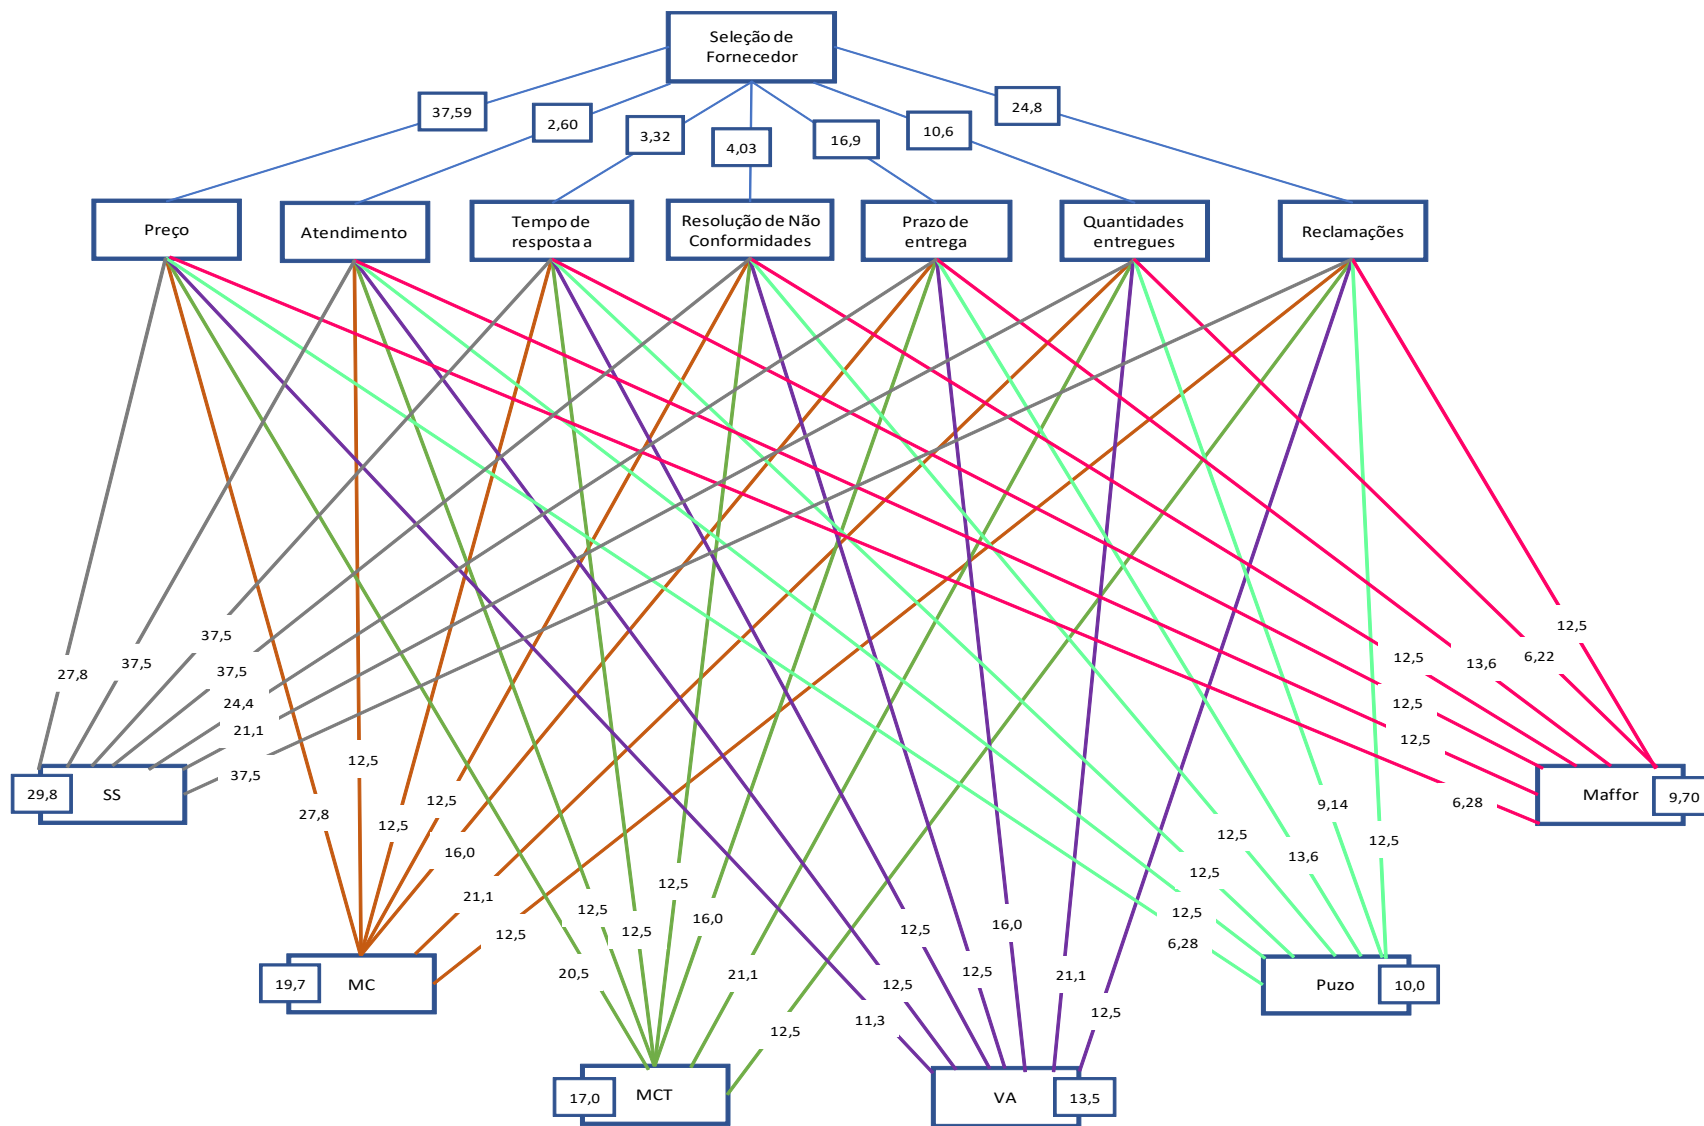 Seleção de
Fornecedor
37,59
2,60
3,32
4,03
16,9
10,6
24,8
Preço
Atendimento
Tempo de
resposta a
Resolução de Não
Conformidades
Prazo de
entrega
Quantidades
entregues
Reclamações
27,8
37,5
37,5
37,5
24,4
21,1
37,5
27,8
12,5
12,5
12,5
16,0
21,1
12,5
20,5
12,5
12,5
12,5
16,0
21,1
12,5
11,3
12,5
12,5
12,5
16,0
21,1
12,5
6,28
12,5
12,5
12,5
13,6
9,14
12,5
6,28
12,5
12,5
12,5
13,6
6,22
12,5
29,8
SS
19,7
MC
17,0
MCT
VA
13,5
Puzo
10,0
Maffor
9,70